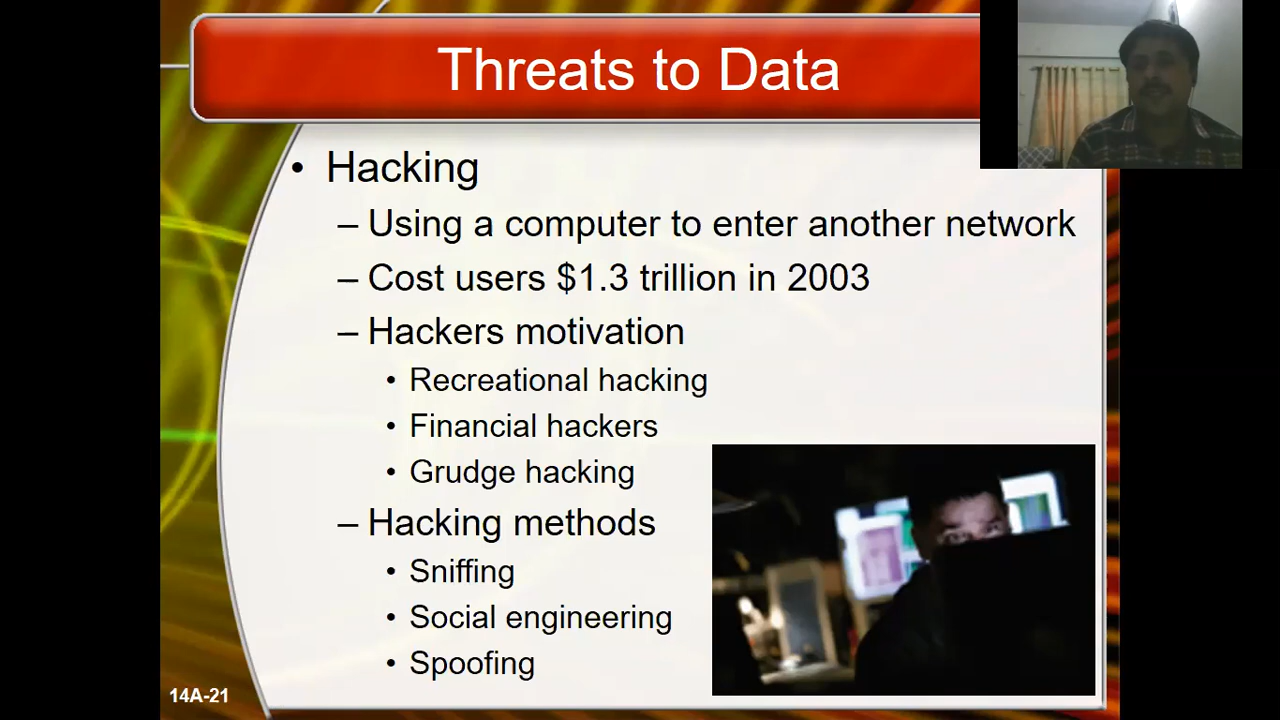 Threats to Data
• Hacking
– Using a computer to enter another network
– Cost users $1.3 trillion in 2003
– Hackers motivation
• Recreational hacking
• Financial hackers
• Grudge hacking
– Hacking methods
• Sniffing
• Social engineering
• Spoofing
14A-21